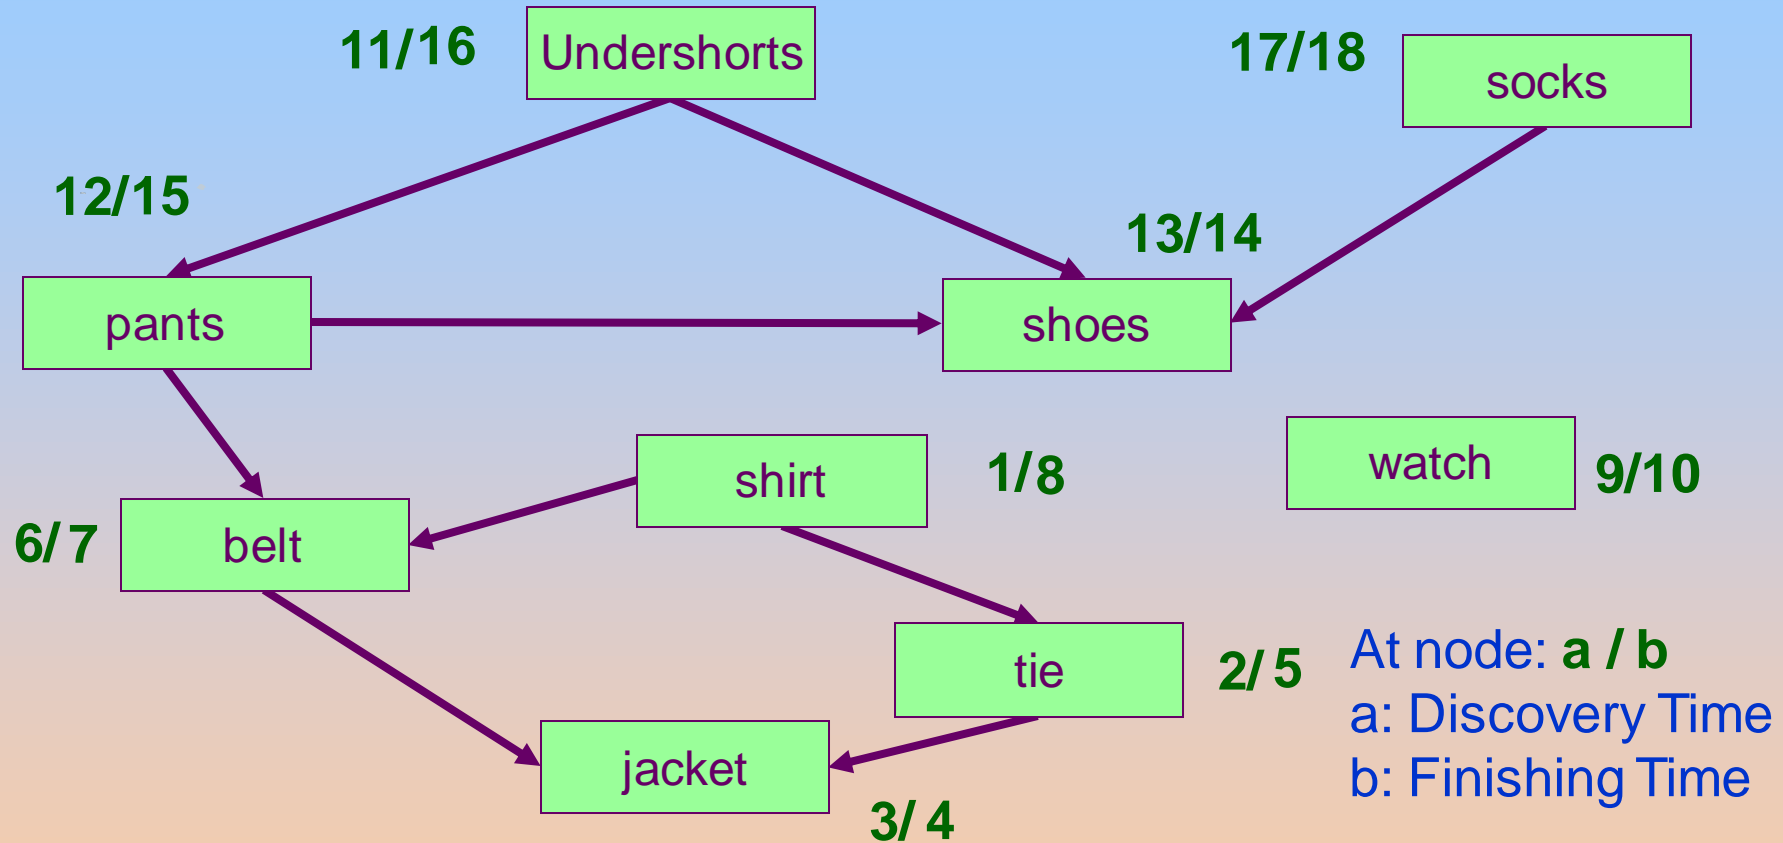 11/16
Undershorts
17/18
socks
12/15
13/14
pants
shoes
shirt
1/8
watch
9/10
6/ 7
belt
tie
2/ 5
At node: a / b
a: Discovery Time
b: Finishing Time
jacket
3/ 4